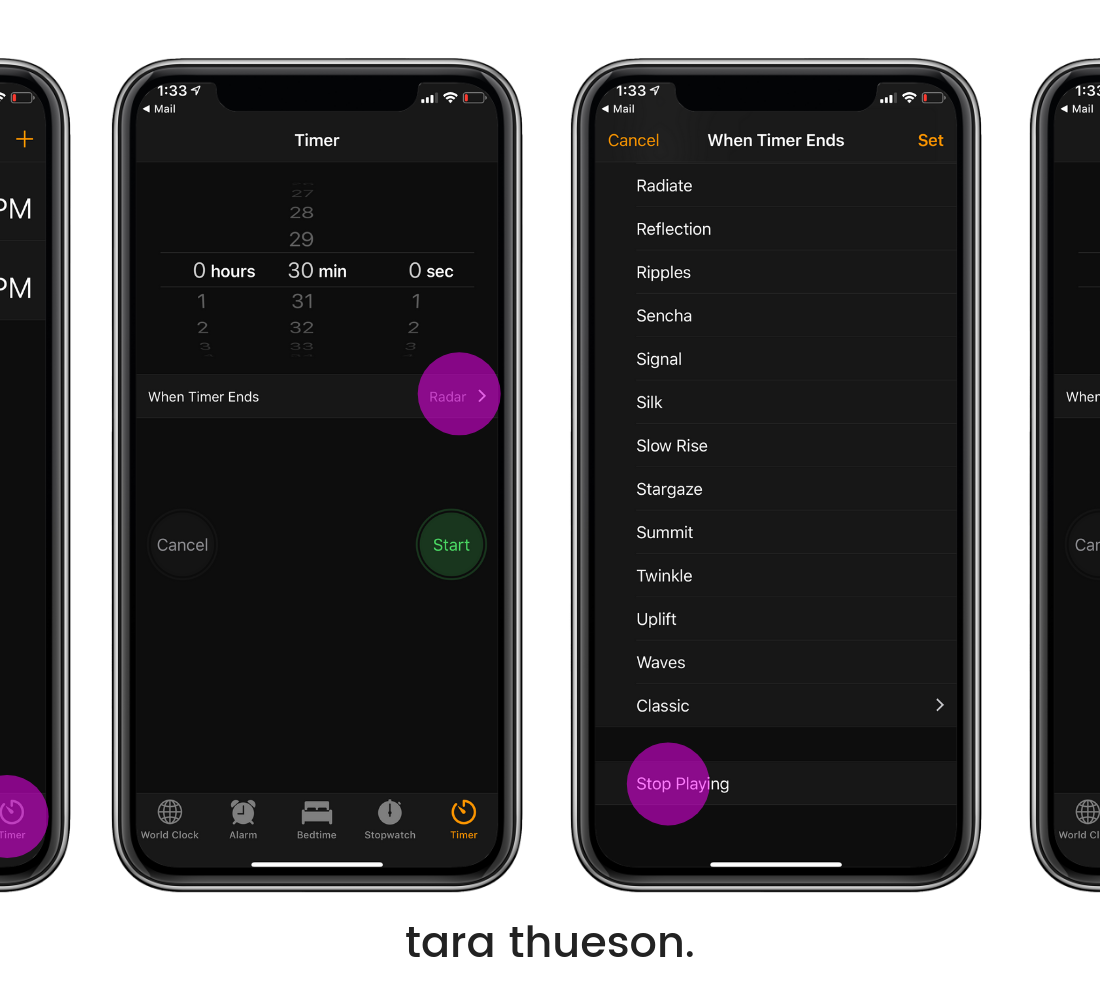 +
PM
PM
Timer
1:33
Mail
Timer
27
28
29
0 hours 30 min 0 sec
1 31 1
2 32 2
3 33 3
When Timer Ends Radar
Cancel Start
World Clock Alarm Bedtime Stopwatch Timer
1:33
Mail
Cancel When Timer Ends Set
Radiate
Reflection
Ripples
Sencha
Signal
Silk
Slow Rise
Stargaze
Summit
Twinkle
Uplift
Waves
Classic
Stop Playing
1:33
Mail
When
Can
World Cl
tara thueson.